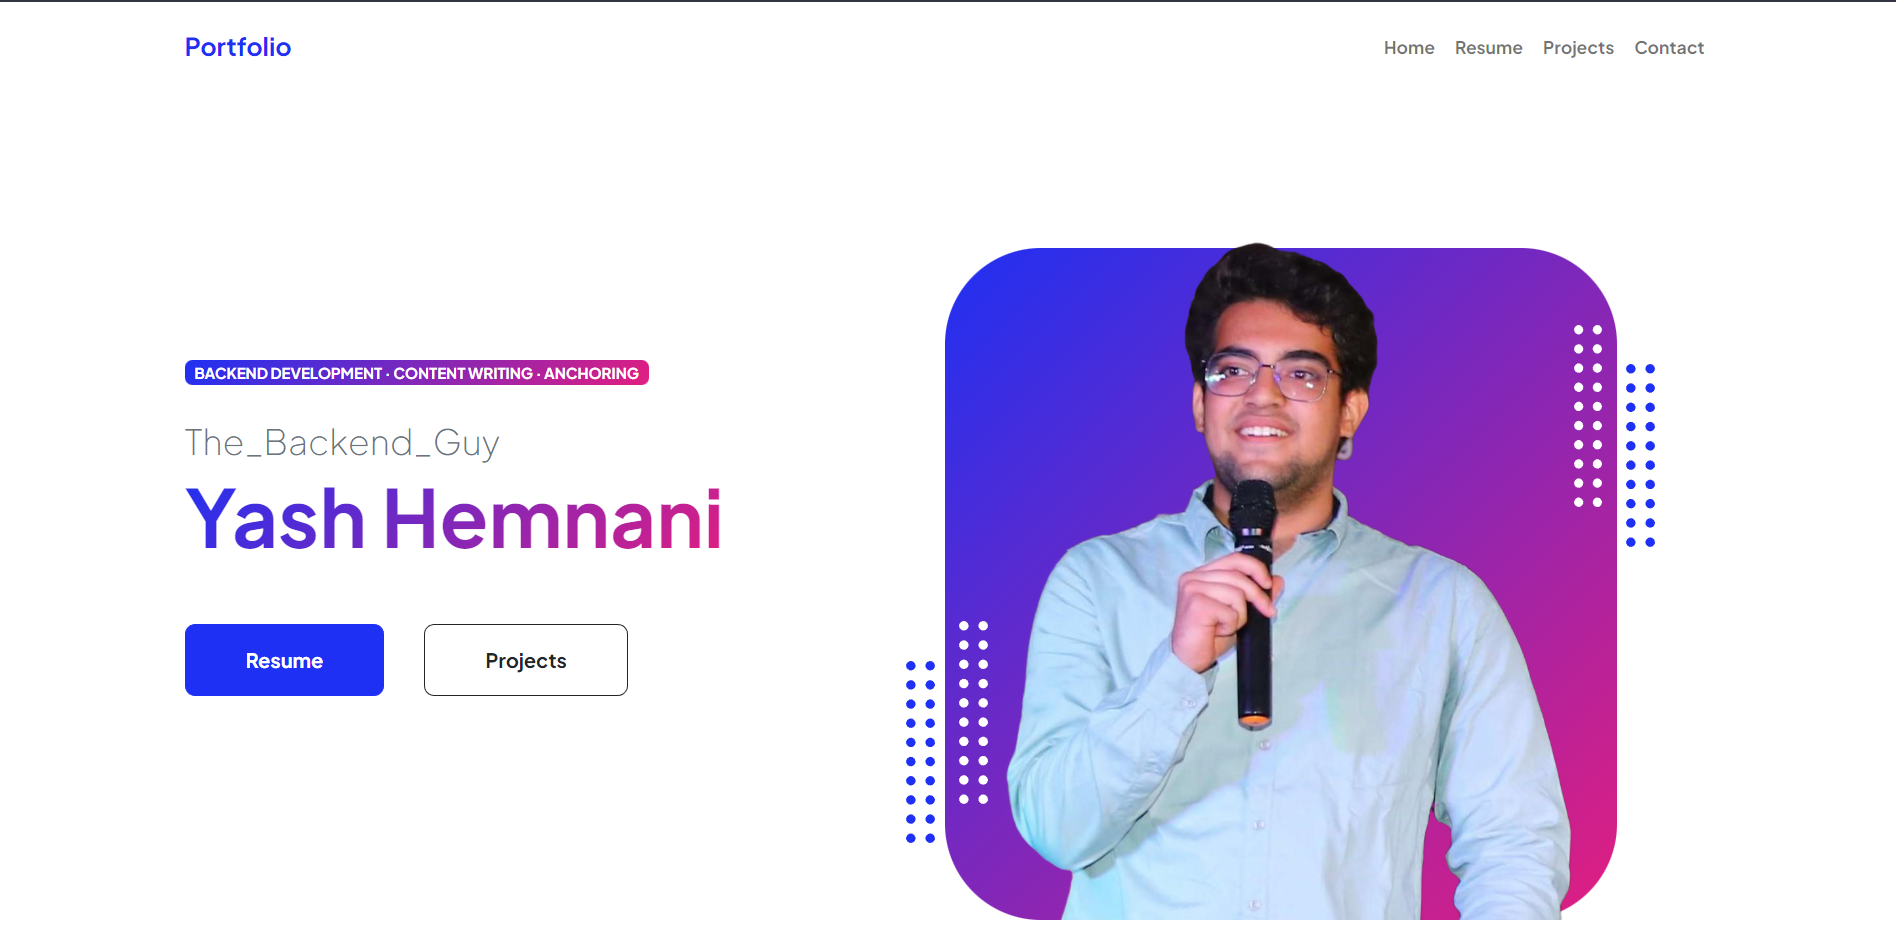 Portfolio
Home Resume Projects Contact
BACKEND DEVELOPMENT · CONTENT WRITING · ANCHORING
The_Backend_Guy
Yash Hemnani
Resume Projects